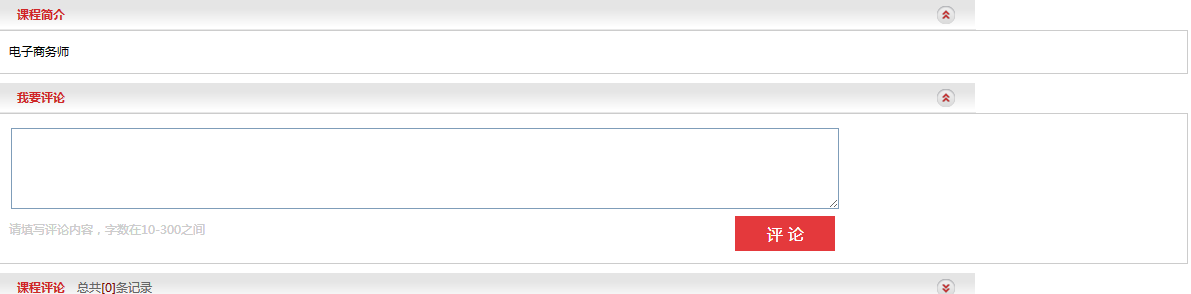 课程简介
电子商务师
我要评论
请填写评论内容，字数在10-300之间
评 论
课程评论 总共[0]条记录